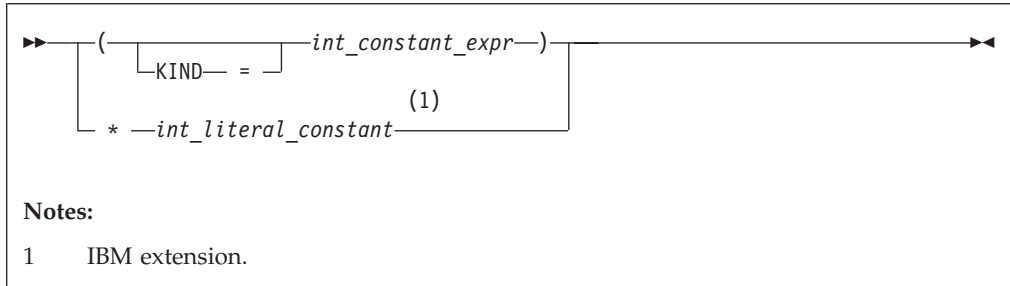 ( int_constant_expr )
KIND =
(1)
* int_literal_constant
Notes:
1 IBM extension.